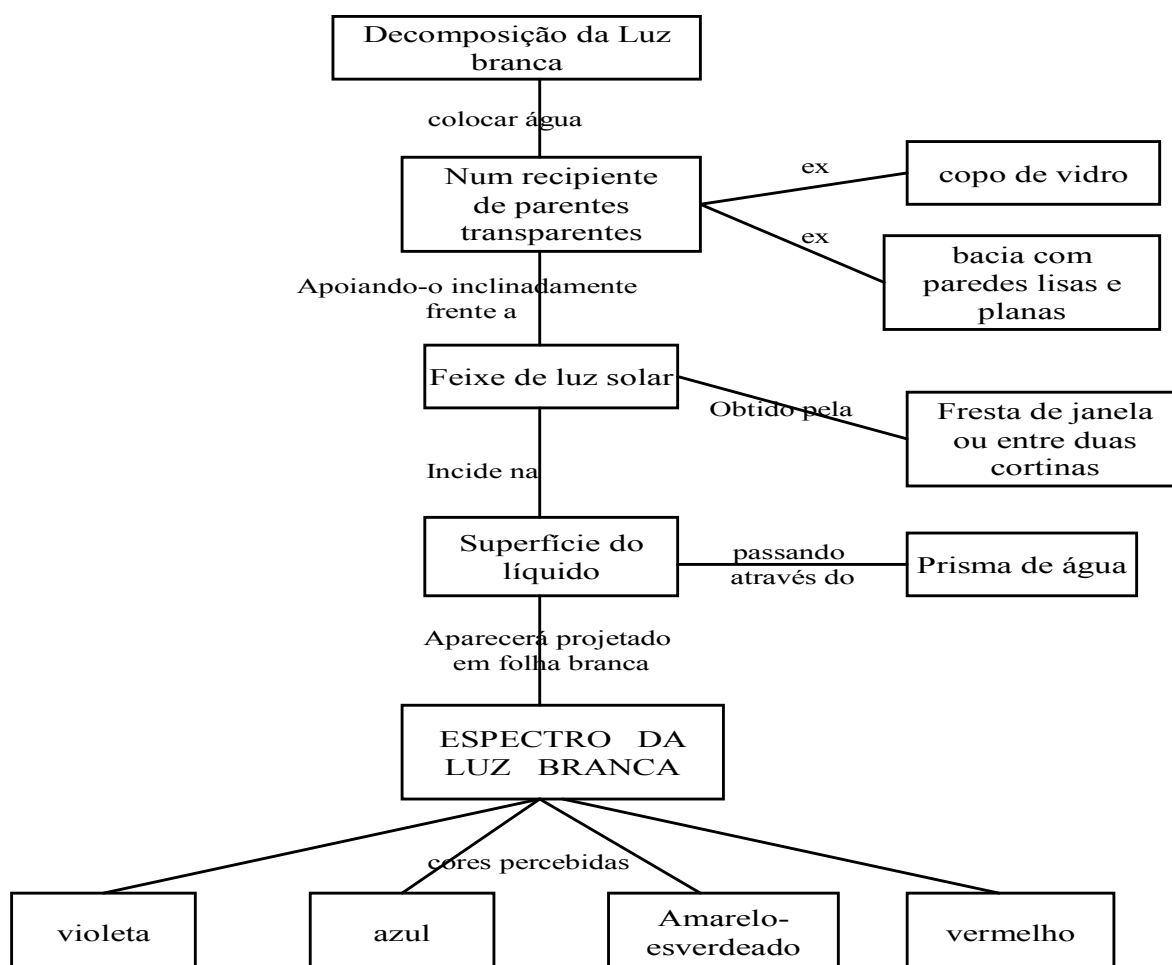 Decomposição da Luz
branca
colocar água
Num recipiente
de parentes
transparentes
ex
copo de vidro
ex
bacia com
paredes lisas e
planas
Apoiando-o inclinadamente
frente a
Feixe de luz solar
Obtido pela
Fresta de janela
ou entre duas
cortinas
Incide na
Superfície do
líquido
passando
através do
Prisma de água
Aparecerá projetado
em folha branca
ESPECTRO DA
LUZ BRANCA
cores percebidas
violeta
azul
Amarelo-
esverdeado
vermelho